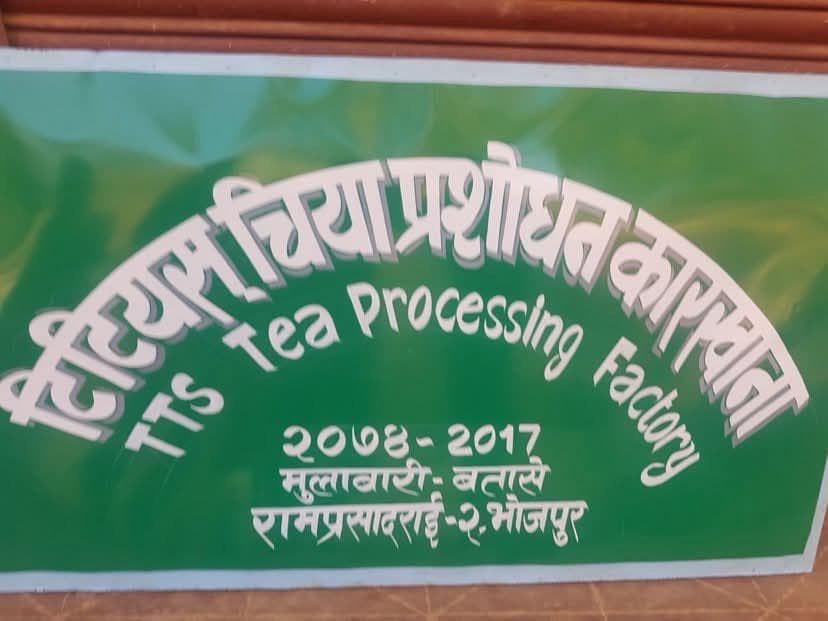 टिटियस् चिया प्रशोधन कारखाना
TTS Tea Processing Factory
२०७४-2017
मुलावारी-बतासे
रामप्रसादराई-२,भोजपुर